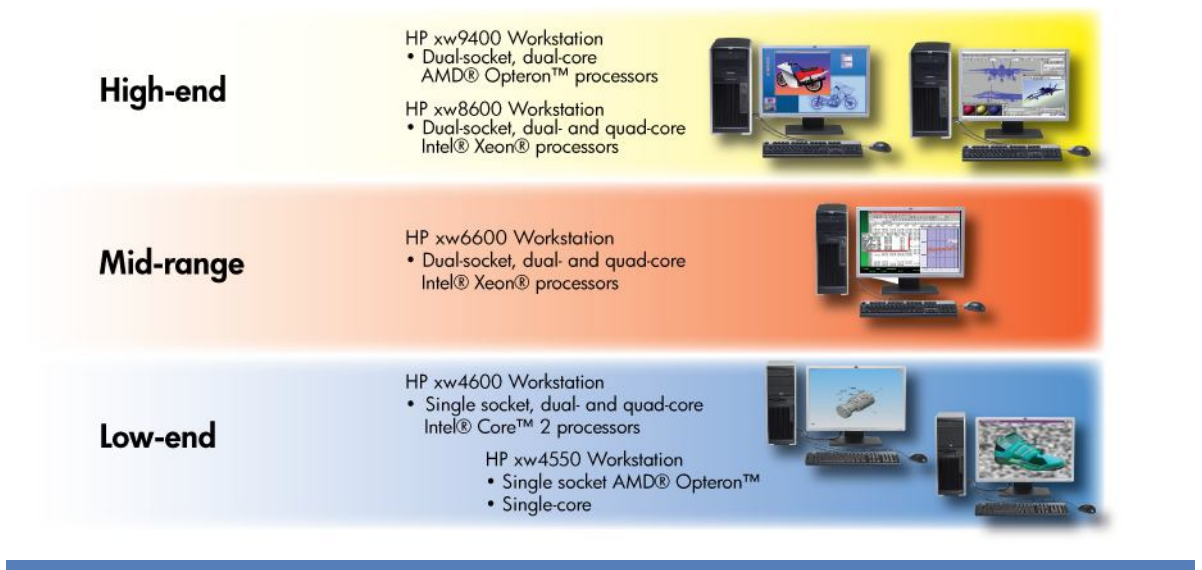 High-end
HP xw9400 Workstation
• Dual-socket, dual-core
AMD® Opteron™ processors
HP xw8600 Workstation
• Dual-socket, dual- and quad-core
Intel® Xeon® processors
Mid-range
HP xw6600 Workstation
• Dual-socket, dual- and quad-core
Intel® Xeon® processors
Low-end
HP xw4600 Workstation
• Single socket, dual- and quad-core
Intel® Core™ 2 processors
HP xw4550 Workstation
• Single socket AMD® Opteron™
• Single-core